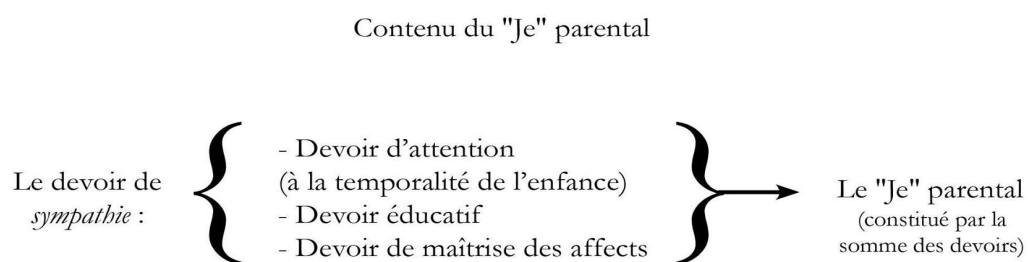 Contenu du "Je" parental
Le devoir de
sympathie :
- Devoir d’attention
(à la temporalité de l’enfance)
- Devoir éducatif
- Devoir de maîtrise des affects
Le "Je" parental
(constitué par la
somme des devoirs)